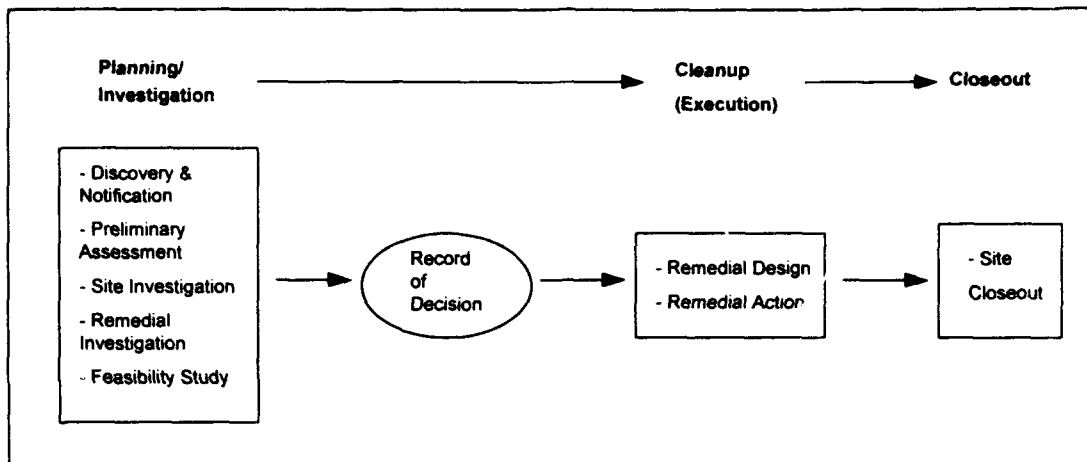 Planning/
Investigation
Cleanup
(Execution)
Closeout
- Discovery &
Notification
- Preliminary
Assessment
- Site Investigation
- Remedial
Investigation
- Feasibility Study
Record
of
Decision
- Remedial Design
- Remedial Action
- Site
Closeout